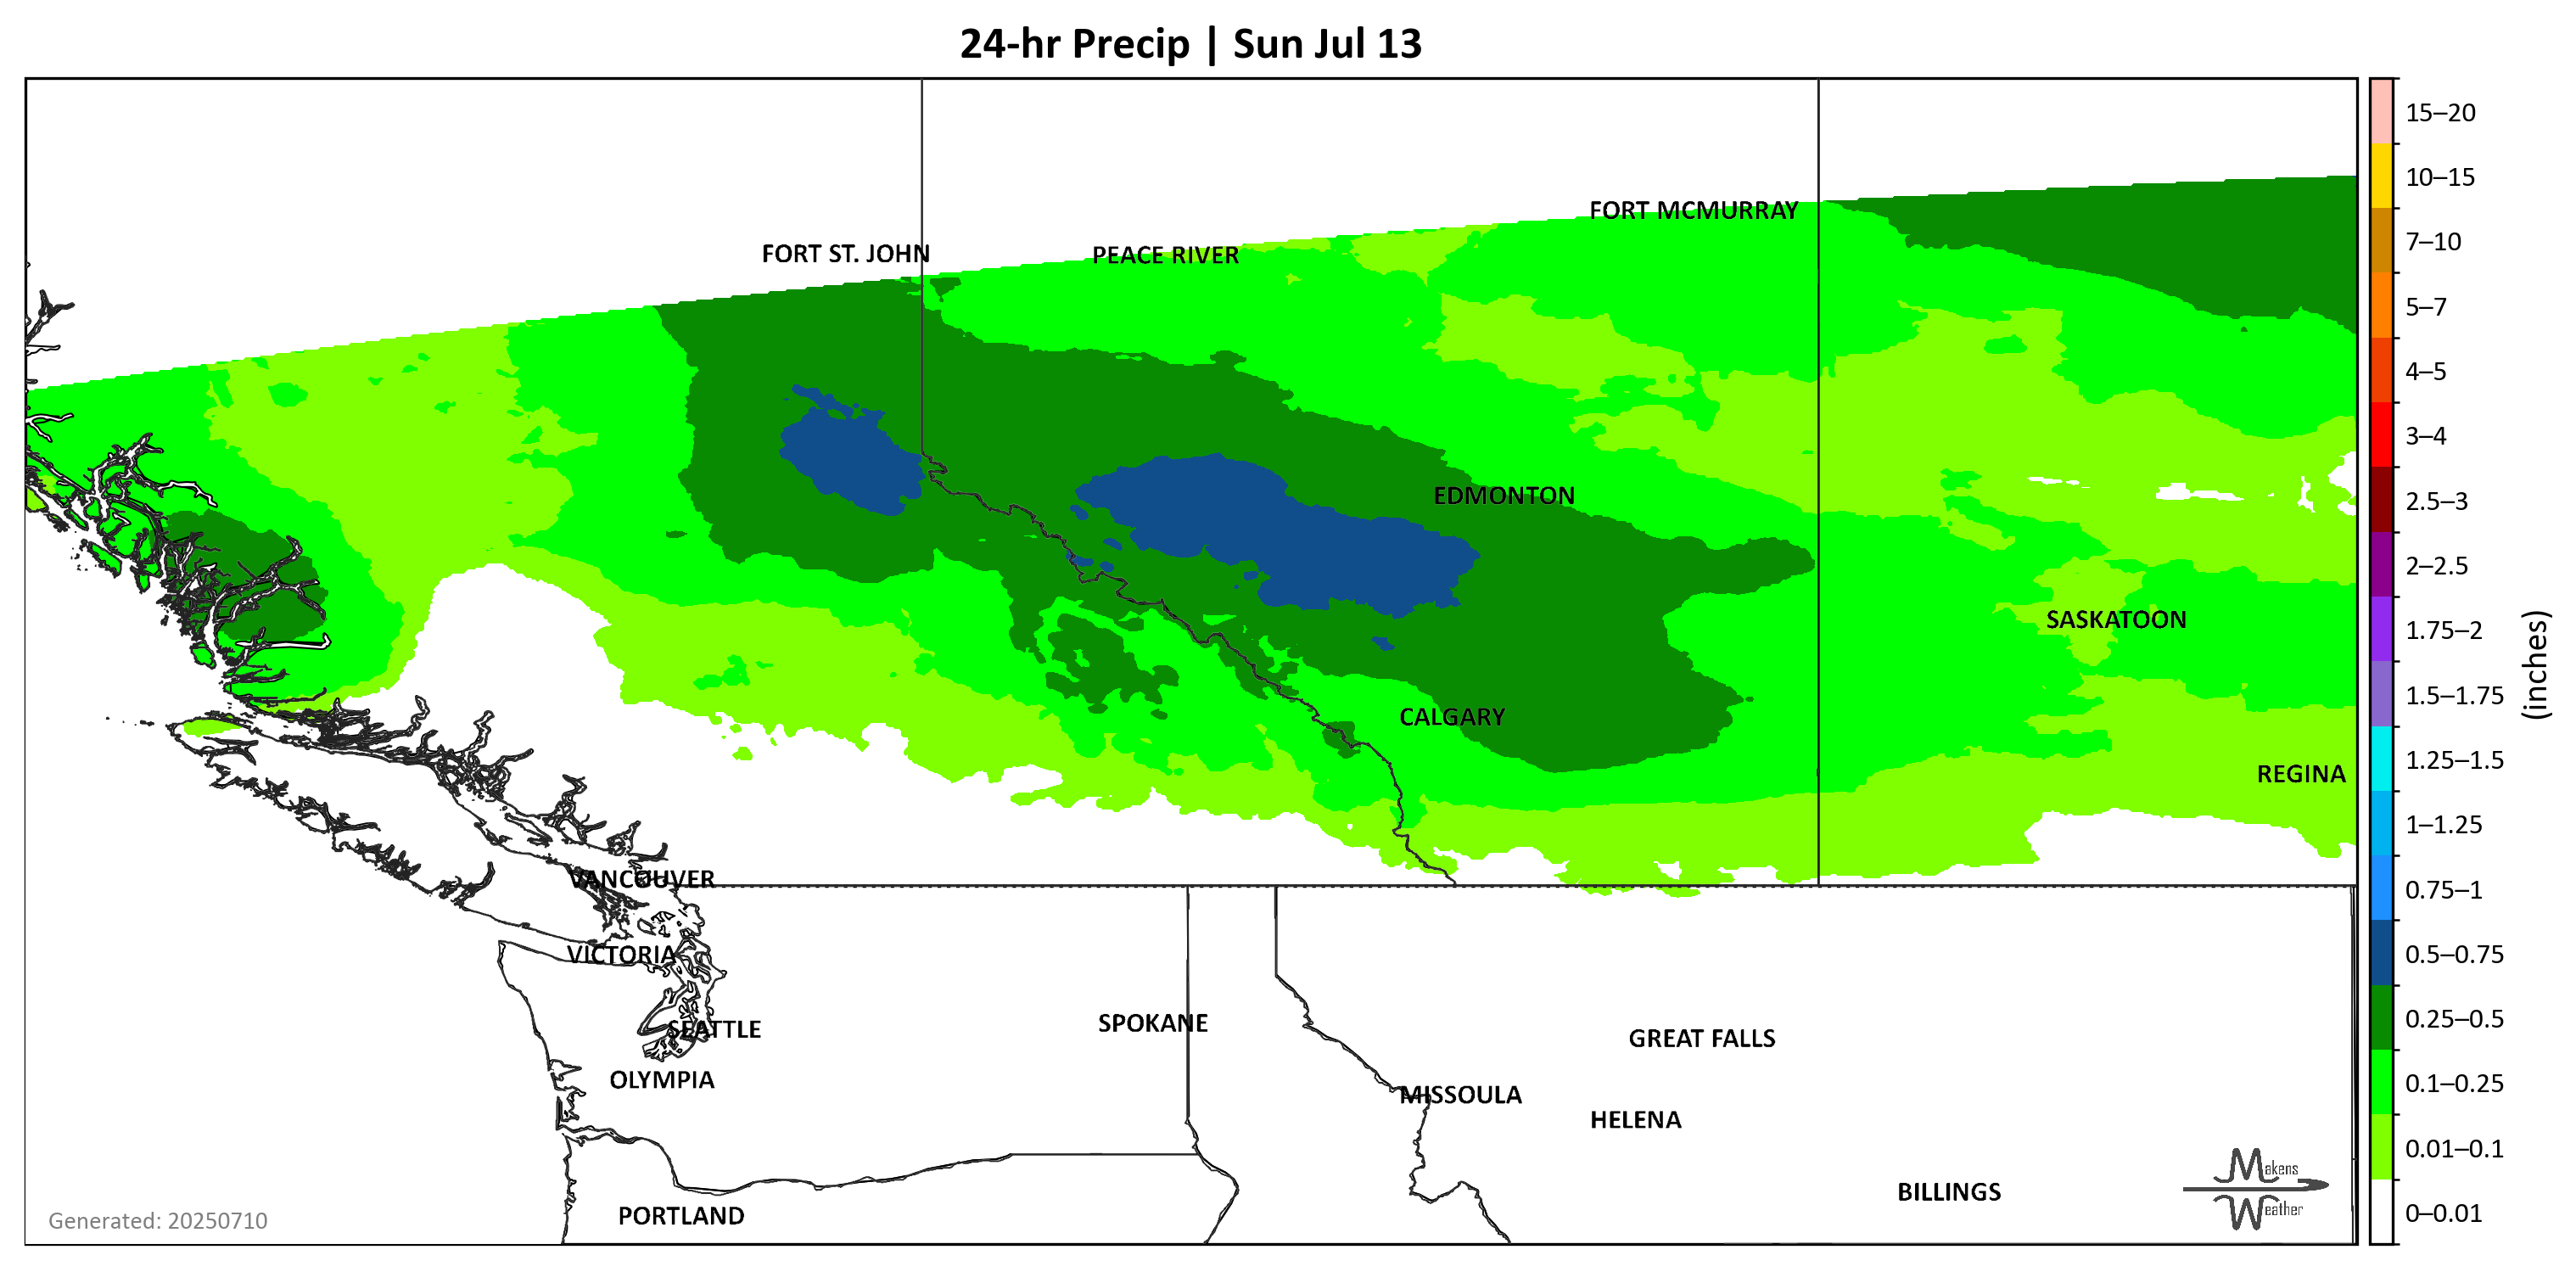 24-hr Precip | Sun Jul 13
15–20
10–15
7–10
5–7
4–5
3–4
2.5–3
2–2.5
1.75–2
1.5–1.75
1.25–1.5
1–1.25
0.75–1
0.5–0.75
0.25–0.5
0.1–0.25
0.01–0.1
0–0.01
(inches)
FORT MCMURRAY
FORT ST. JOHN
PEACE RIVER
EDMONTON
SASKATOON
CALGARY
REGINA
VANCOUVER
VICTORIA
SEATTLE
SPOKANE
GREAT FALLS
OLYMPIA
MISSOULA
HELENA
BILLINGS
PORTLAND
Makens
Weather
Generated: 20250710